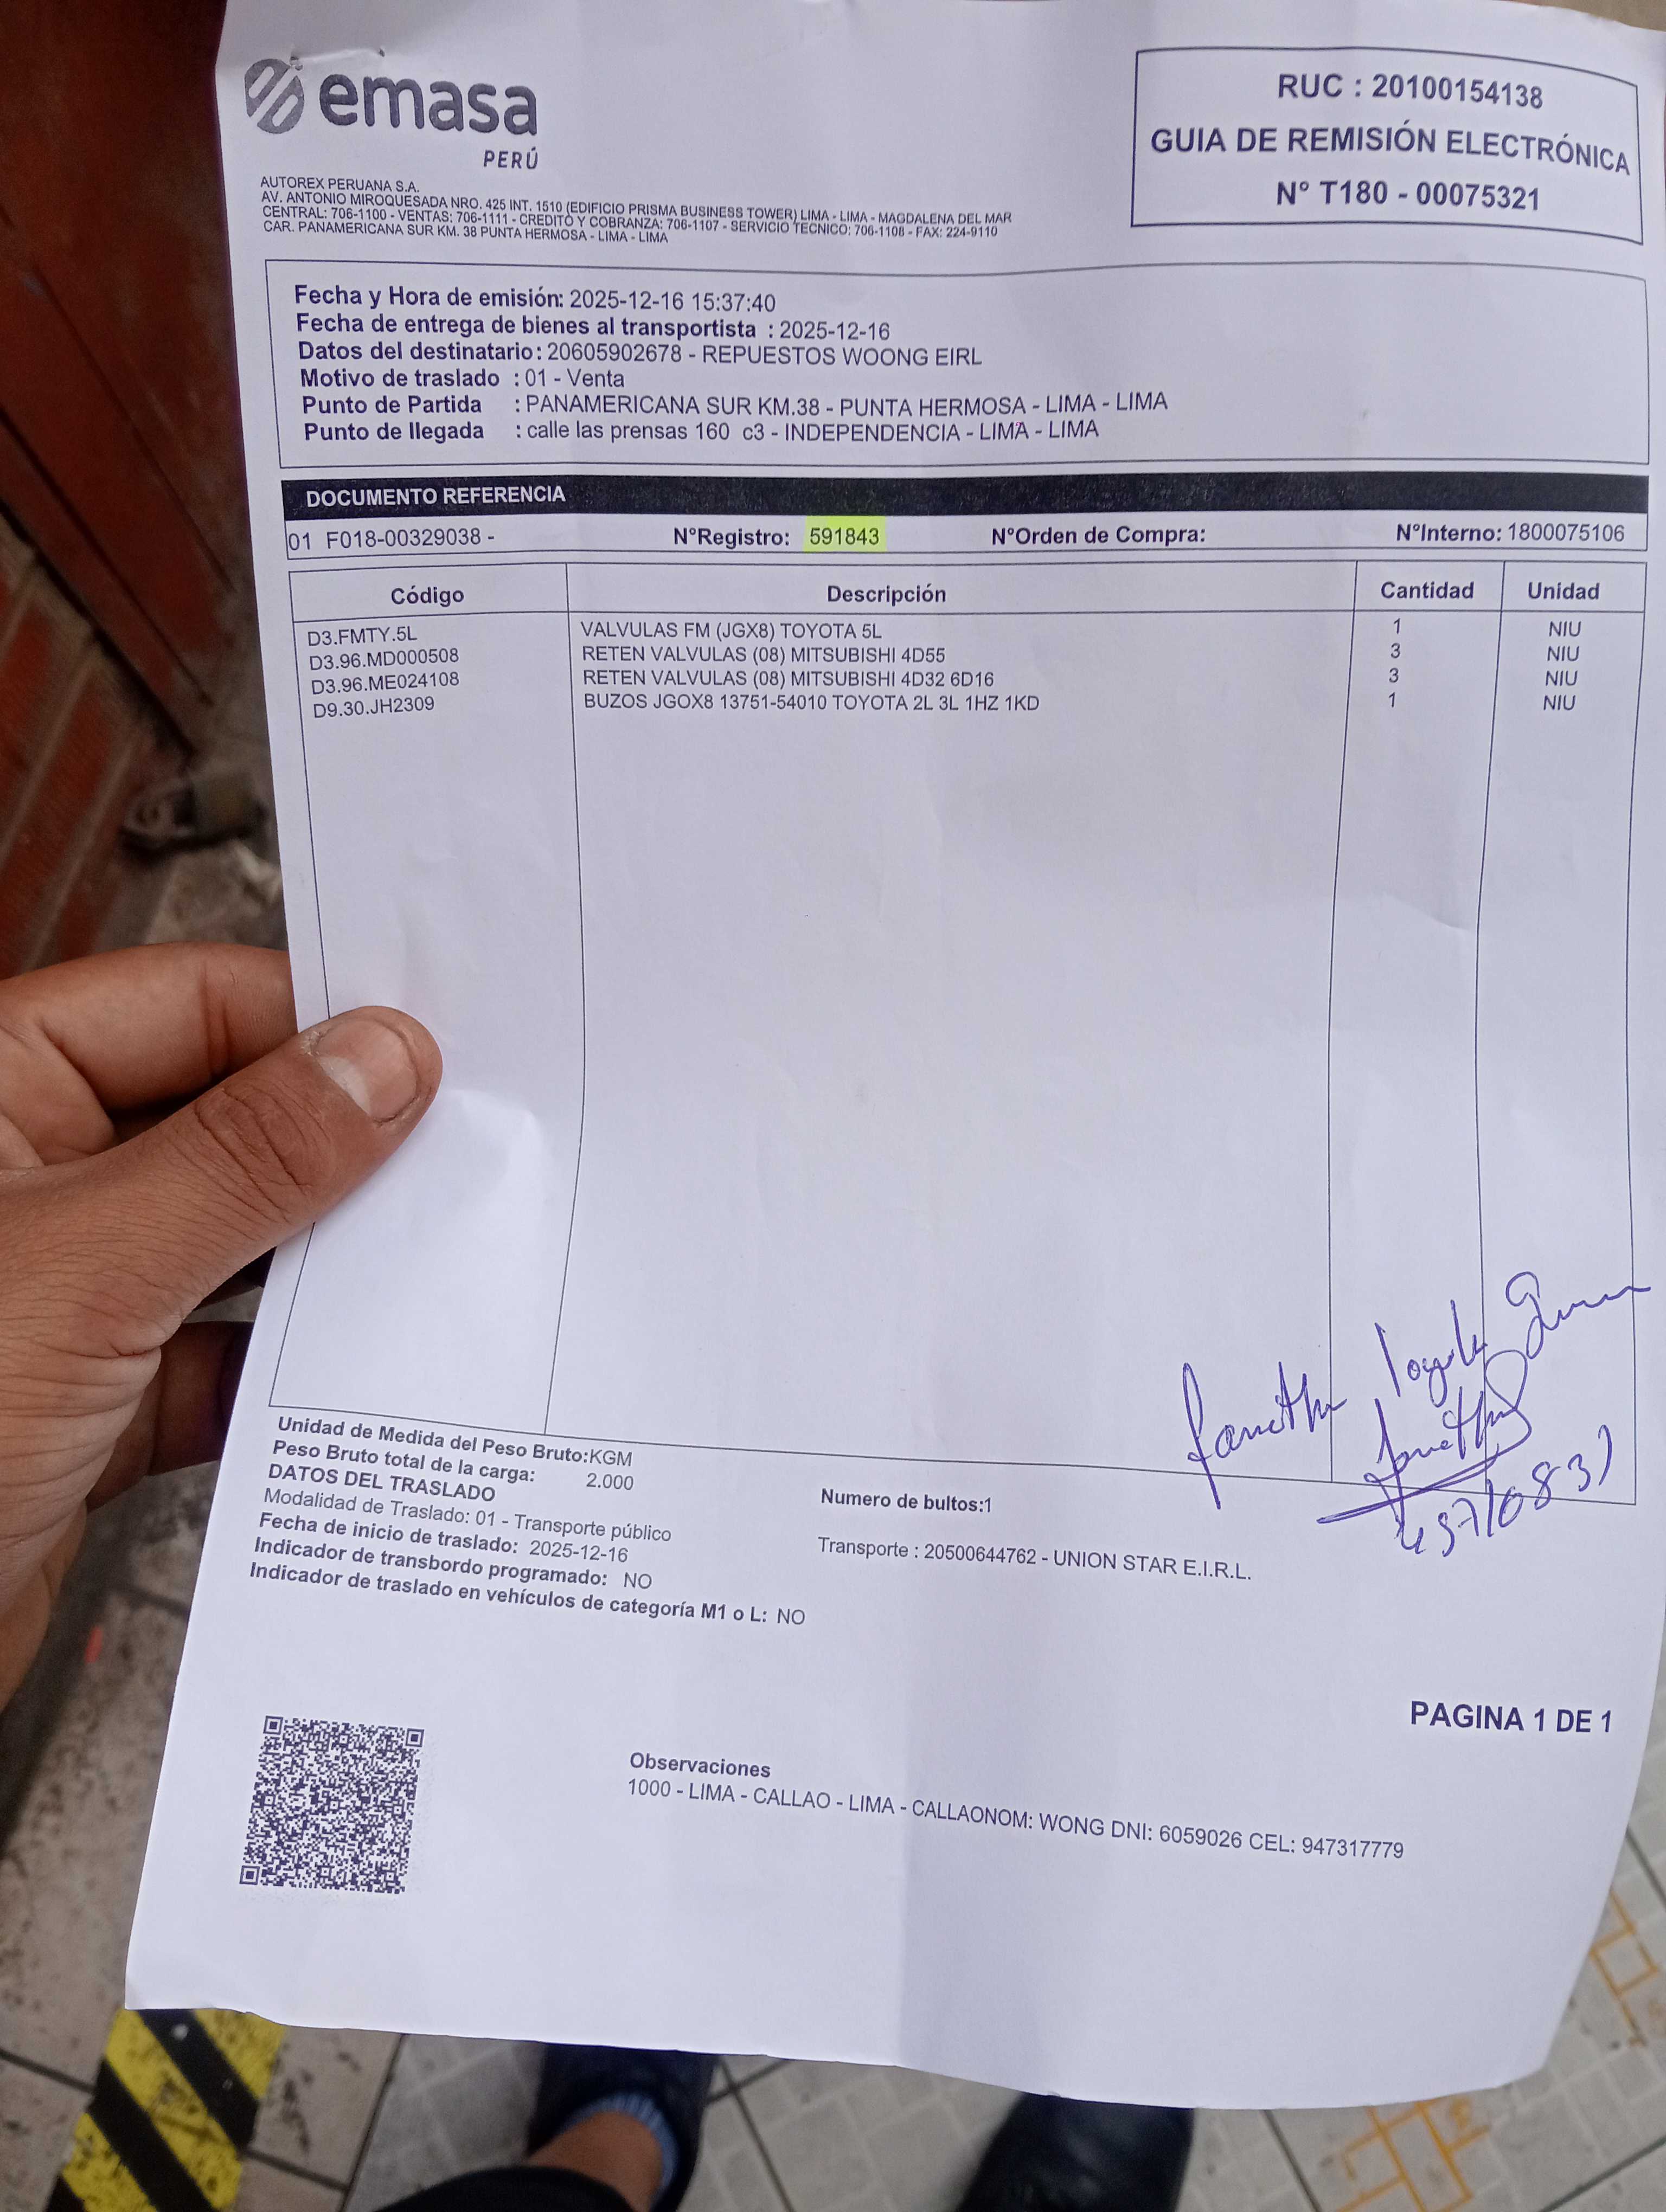 emasa
PERÚ
RUC : 20100154138
GUIA DE REMISIÓN ELECTRÓNICA
N° T180 - 00075321
AUTOREX PERUANA S.A.
AV. ANTONIO MIROQUESADA NRO. 425 INT. 1510 (EDIFICIO PRISMA BUSINESS TOWER) LIMA - LIMA - MAGDALENA DEL MAR
CENTRAL: 706-1100 - VENTAS: 706-1111 - CREDITO Y COBRANZA: 706-1107 - SERVICIO TECNICO: 706-1108 - FAX: 224-9110
CAR. PANAMERICANA SUR KM. 38 PUNTA HERMOSA - LIMA - LIMA
Fecha y Hora de emisión: 2025-12-16 15:37:40
Fecha de entrega de bienes al transportista : 2025-12-16
Datos del destinatario: 20605902678 - REPUESTOS WOONG EIRL
Motivo de traslado : 01 - Venta
Punto de Partida : PANAMERICANA SUR KM.38 - PUNTA HERMOSA - LIMA - LIMA
Punto de llegada : calle las prensas 160 c3 - INDEPENDENCIA - LIMA - LIMA
DOCUMENTO REFERENCIA
01 F018-00329038 - N°Registro: 591843 N°Orden de Compra: N°Interno: 1800075106
Código Descripción Cantidad Unidad
D3.FMTY.5L VALVULAS FM (JGX8) TOYOTA 5L 1 NIU
D3.96.MD000508 RETEN VALVULAS (08) MITSUBISHI 4D55 3 NIU
D3.96.ME024108 RETEN VALVULAS (08) MITSUBISHI 4D32 6D16 3 NIU
D9.30.JH2309 BUZOS JGOX8 13751-54010 TOYOTA 2L 3L 1HZ 1KD 1 NIU
Unidad de Medida del Peso Bruto:KGM
Peso Bruto total de la carga: 2.000
DATOS DEL TRASLADO
Numero de bultos:1
Modalidad de Traslado: 01 - Transporte público
Fecha de inicio de traslado: 2025-12-16
Transporte : 20500644762 - UNION STAR E.I.R.L.
Indicador de transbordo programado: NO
Indicador de traslado en vehículos de categoría M1 o L: NO
PAGINA 1 DE 1
Observaciones
1000 - LIMA - CALLAO - LIMA - CALLAONOM: WONG DNI: 6059026 CEL: 947317779